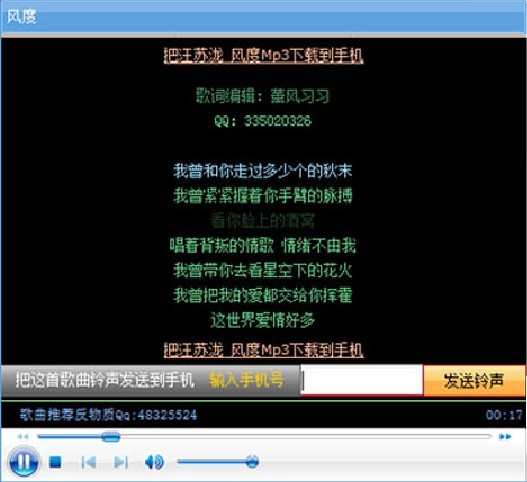 风度
把汪苏泷 风度Mp3下载到手机
歌词编辑：董风习习
QQ：335020326
我曾和你走过多少个的秋末
我曾紧紧握着你手臂的脉搏
看你脸上的酒窝
唱着背叛的情歌 情绪不由我
我曾带你去看星空下的花火
我曾把我的爱都交给你挥霍
这世界爱情好多
把汪苏泷 风度Mp3下载到手机
把这首歌曲铃声发送到手机 输入手机号 发送铃声
歌曲推荐反物质Qq:48325524 00:17